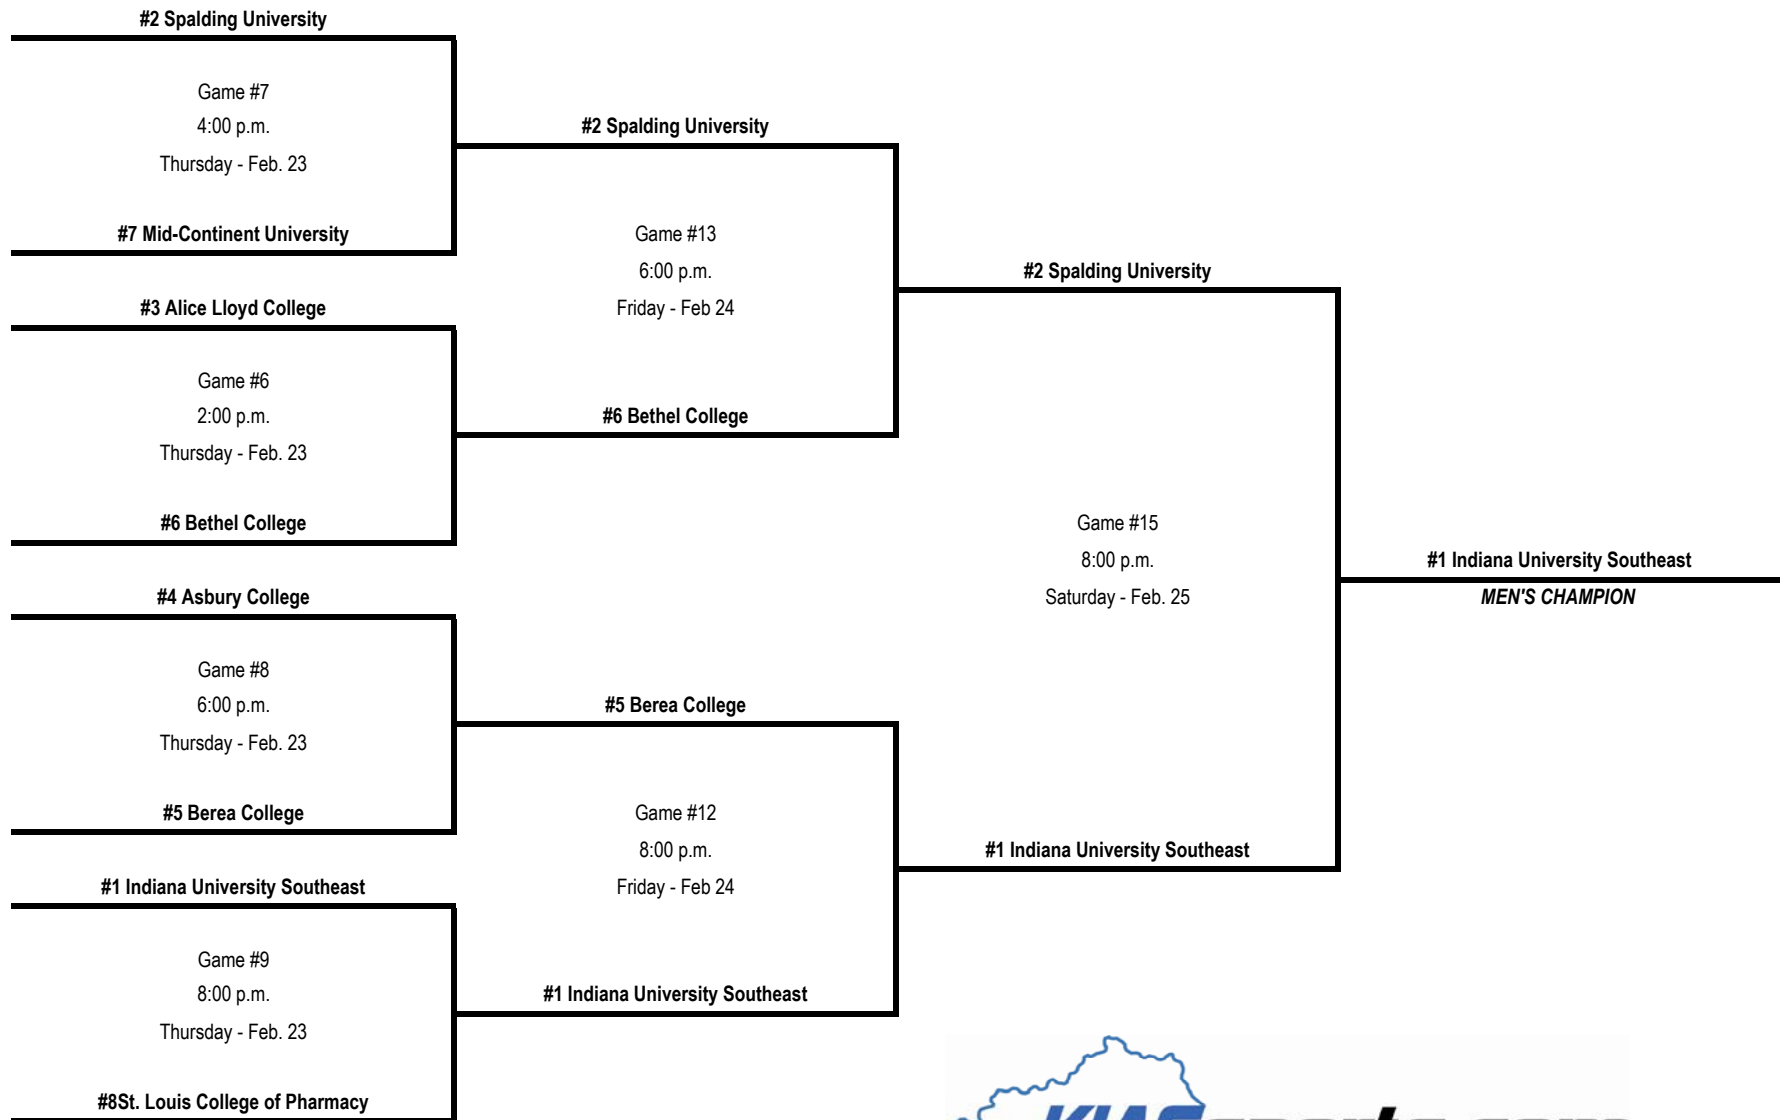 #2 Spalding University
Game #7
4:00 p.m.
Thursday - Feb. 23
#7 Mid-Continent University
#3 Alice Lloyd College
Game #6
2:00 p.m.
Thursday - Feb. 23
#6 Bethel College
#4 Asbury College
Game #8
6:00 p.m.
Thursday - Feb. 23
#5 Berea College
#1 Indiana University Southeast
Game #9
8:00 p.m.
Thursday - Feb. 23
#8St. Louis College of Pharmacy
#2 Spalding University
Game #13
6:00 p.m.
Friday - Feb 24
#6 Bethel College
#5 Berea College
Game #12
8:00 p.m.
Friday - Feb 24
#1 Indiana University Southeast
#2 Spalding University
Game #15
8:00 p.m.
Saturday - Feb. 25
#1 Indiana University Southeast
#1 Indiana University Southeast
MEN'S CHAMPION